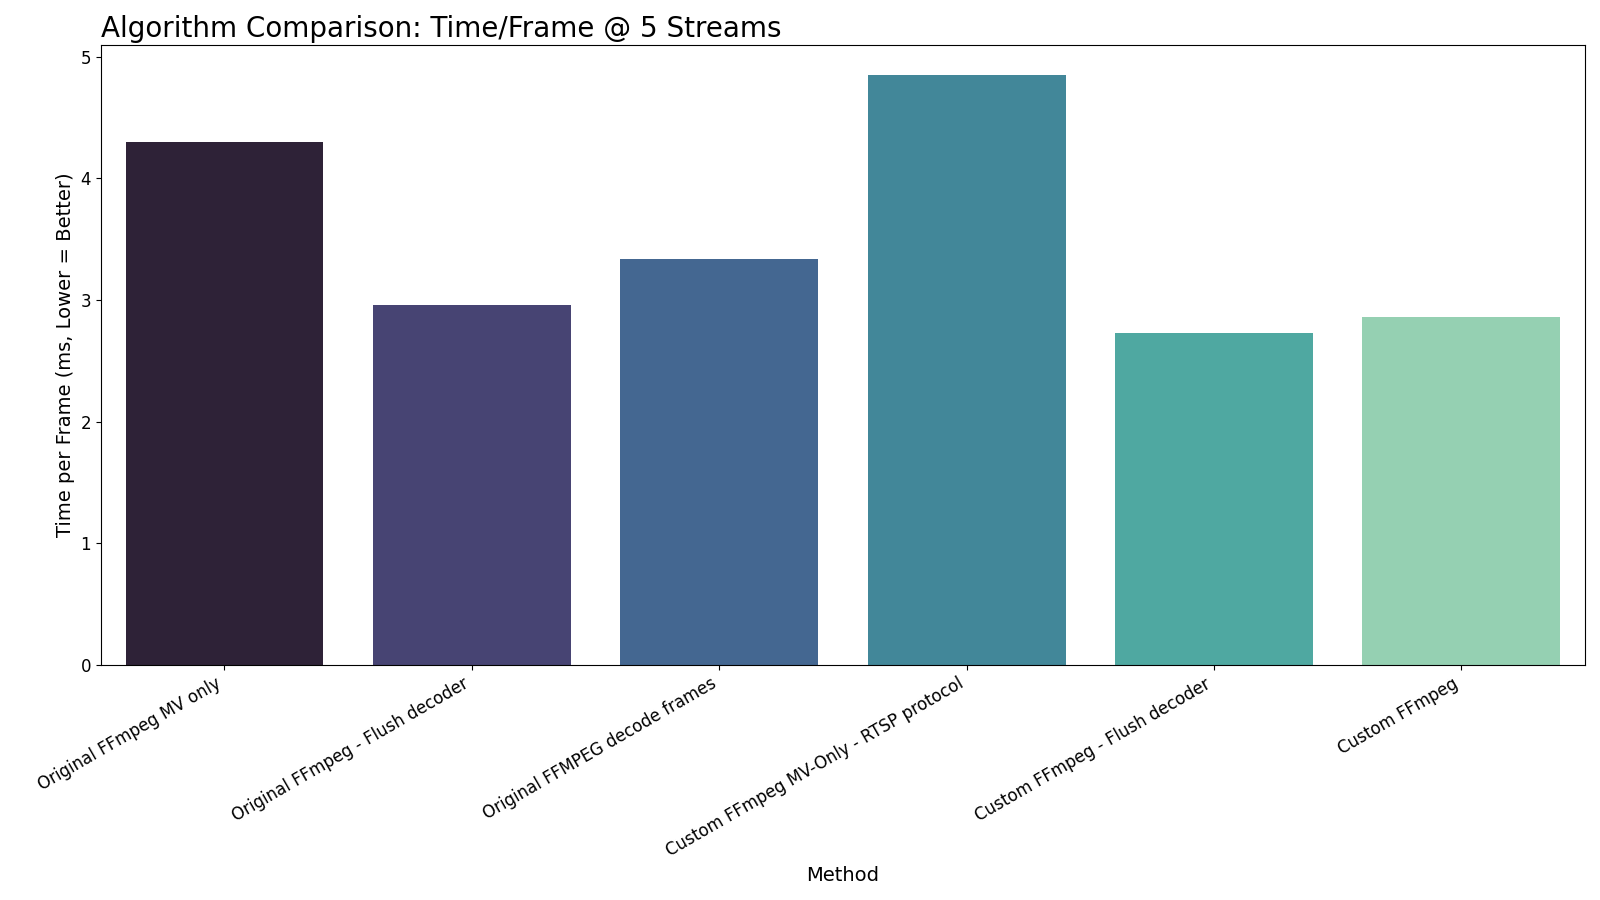 Algorithm Comparison: Time/Frame @ 5 Streams
Time per Frame (ms, Lower = Better)
5
4
3
2
1
0
Original FFmpeg MV only
Original FFmpeg - Flush decoder
Original FFMPEG decode frames
Custom FFmpeg MV-Only - RTSP protocol
Custom FFmpeg - Flush decoder
Custom FFmpeg
Method